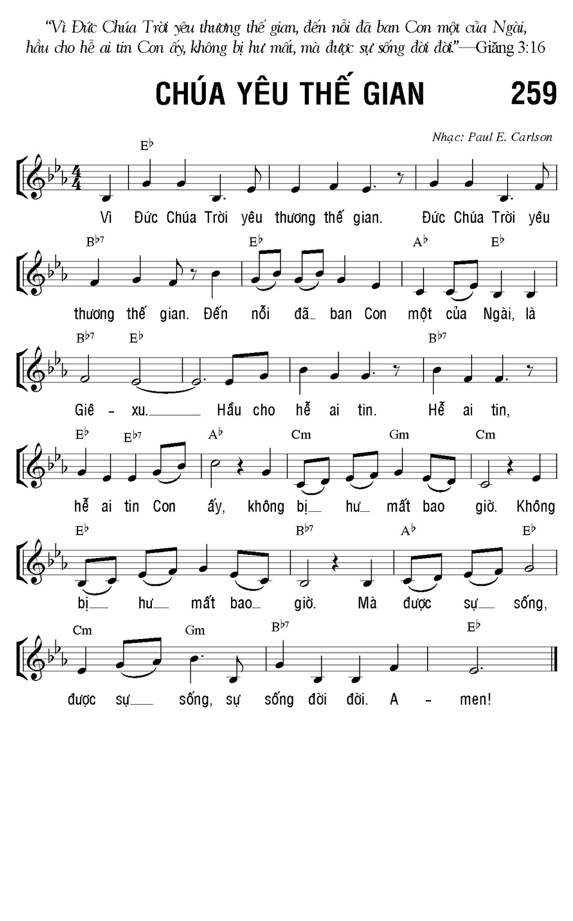 “Vì Đức Chúa Trời yêu thương thế gian, đến nỗi đã ban Con một của Ngài,
hầu cho hễ ai tin Con ấy, không bị hư mất, mà được sự sống đời đời.”—Giăng 3:16
CHÚA YÊU THẾ GIAN 259
Nhạc: Paul E. Carlson
E♭
4/4
Vì Đức Chúa Trời yêu thương thế gian. Đức Chúa Trời yêu
B♭7 E♭ A♭ E♭
thương thế gian. Đến nỗi đã ban Con một của Ngài, là
B♭7 E♭ B♭7
Giê - xu. Hầu cho hễ ai tin. Hễ ai tin,
E♭ E♭7 A♭ Cm Gm Cm
hễ ai tin Con ấy, không bị hư mất bao giờ. Không
E♭ B♭7 A♭ E♭
bị hư mất bao giờ. Mà được sự sống,
Cm Gm B♭7 E♭
được sự sống, sự sống đời đời. A - men!